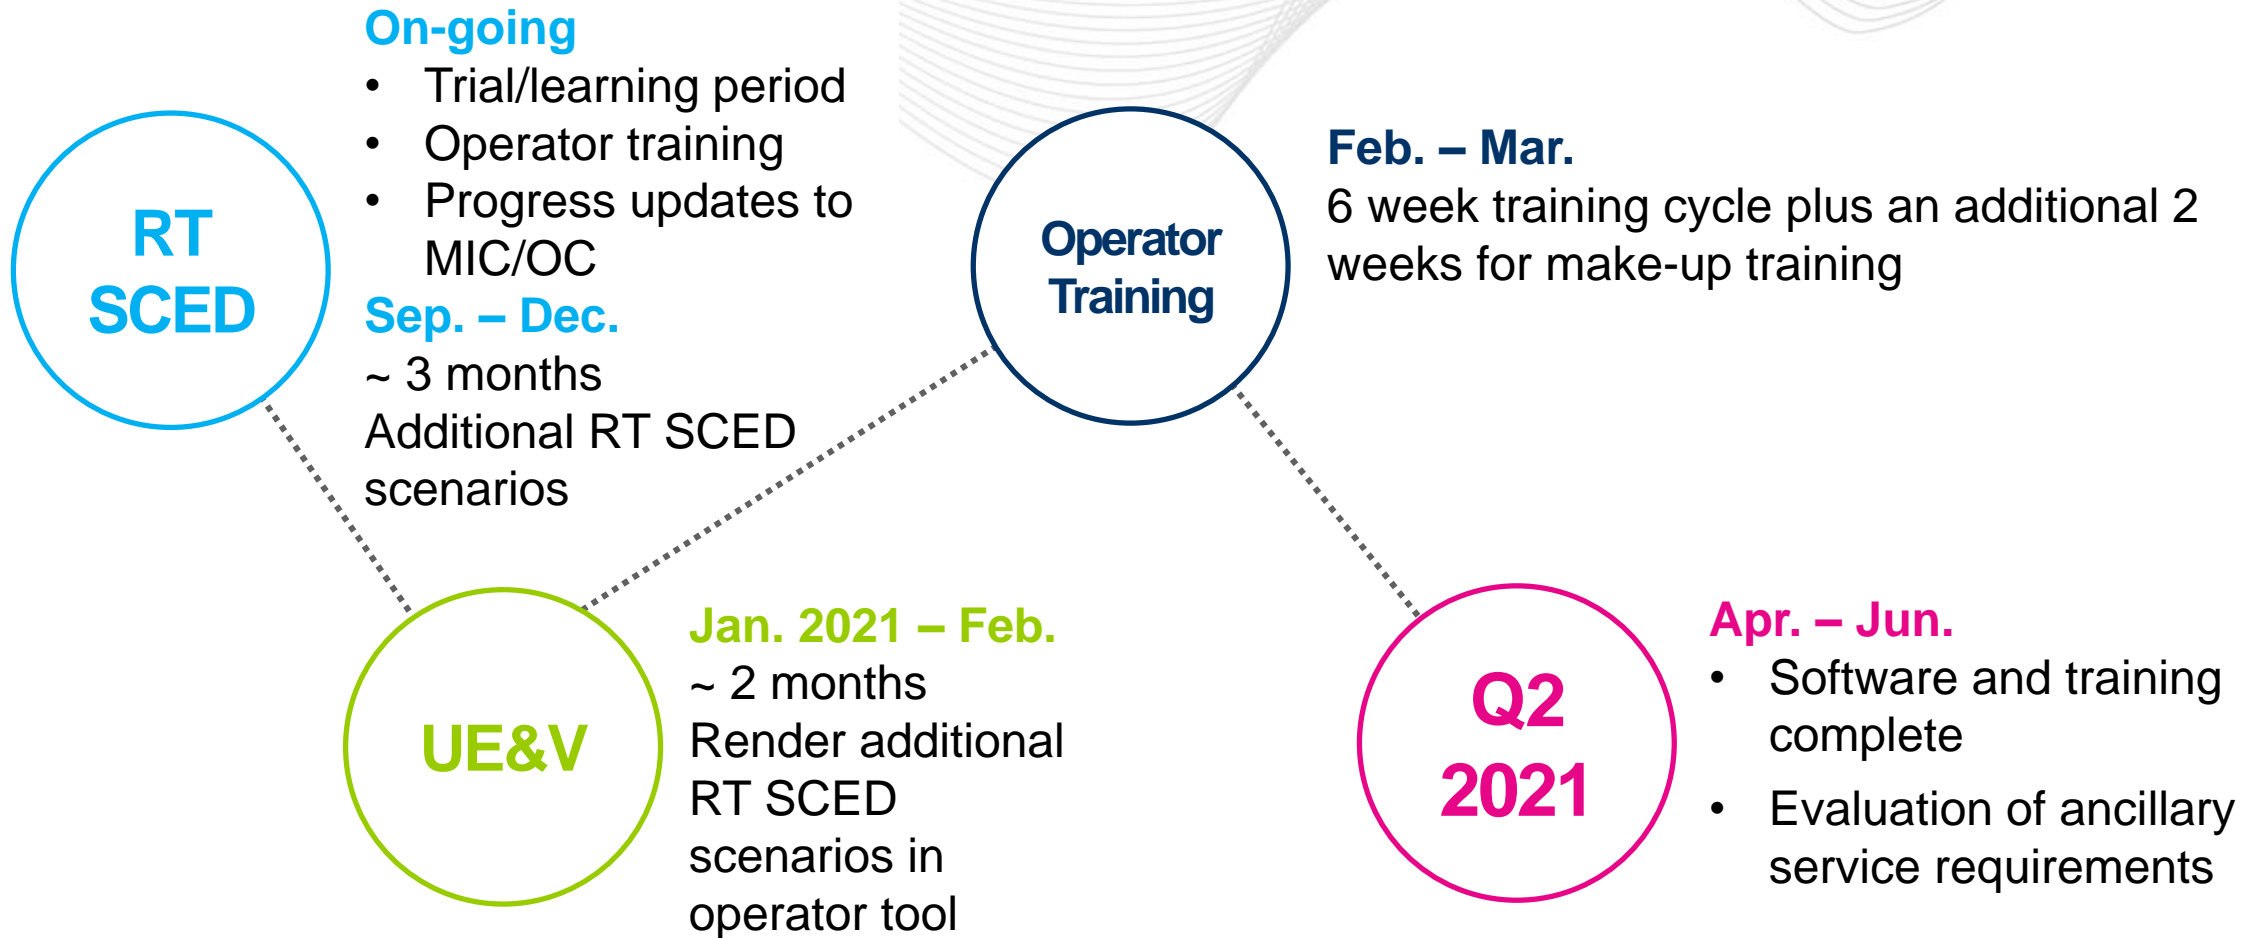 RT
SCED
On-going
• Trial/learning period
• Operator training
• Progress updates to
MIC/OC
Sep. – Dec.
~ 3 months
Additional RT SCED
scenarios
UE&V
Jan. 2021 – Feb.
~ 2 months
Render additional
RT SCED
scenarios in
operator tool
Operator
Training
Feb. – Mar.
6 week training cycle plus an additional 2
weeks for make-up training
Q2
2021
Apr. – Jun.
• Software and training
complete
• Evaluation of ancillary
service requirements